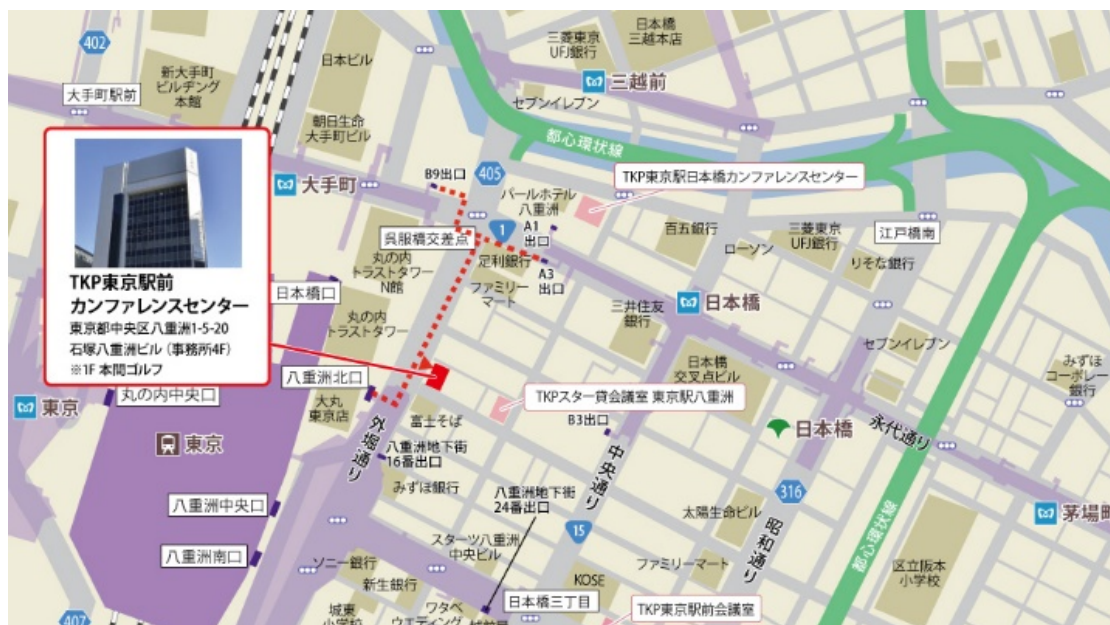 402
新大手町
ビルヂング
本館
大手町駅前
日本ビル
朝日生命
大手町ビル
三菱東京
UFJ銀行
日本橋
三越本店
三越前
セブンイレブン
都心環状線
TKP東京駅日本橋カンファレンスセンター
大手町
B9出口
405
パールホテル
八重洲
1
A1
出口
呉服橋交差点
足利銀行
A3
出口
ファミリー
マート
丸の内
トラストタワー
N館
日本橋口
丸の内
トラストタワー
百五銀行
ローソン
三菱東京
UFJ銀行
りそな銀行
江戸橋南
TKP東京駅前
カンファレンスセンター
東京都中央区八重洲1-5-20
石塚八重洲ビル（事務所4F）
※1F 本間ゴルフ
三井住友
銀行
日本橋
セブンイレブン
みずほ
コーポレー
銀行
日本橋
交叉点ビル
八重洲北口
大丸
東京店
丸の内中央口
東京
東京
TKPスター貸会議室 東京駅八重洲
富士そば
B3出口
日本橋
永代通り
外堀通り
八重洲地下街
16番出口
みずほ銀行
中央通り
八重洲地下街
24番出口
316
茅場町
八重洲中央口
15
太陽生命ビル
昭和通り
都心環状線
八重洲南口
スターツ八重洲
中央ビル
ソニー銀行
新生銀行
KOSE
ファミリーマート
区立阪本
小学校
日本橋三丁目
城東
小学校
ワタベ
ウエディング
TKP東京駅前会議室
407